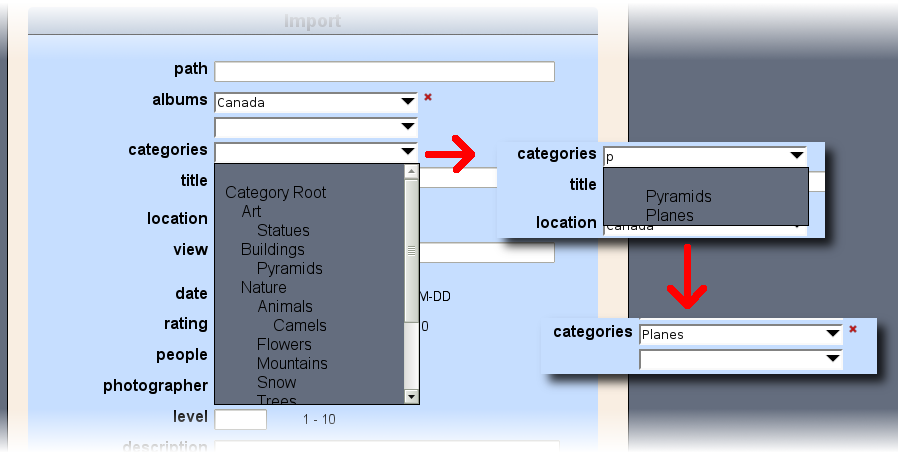 Import
path
albums Canada
categories
title
Category Root
Art
location
Statues
view
Buildings
Pyramids
Nature
date
M-DD
Animals
rating
Camels
0
Flowers
people
Mountains
photographer
Snow
Trees
level 1 - 10
description
categories p
title
Pyramids
Planes
location Canada
categories Planes